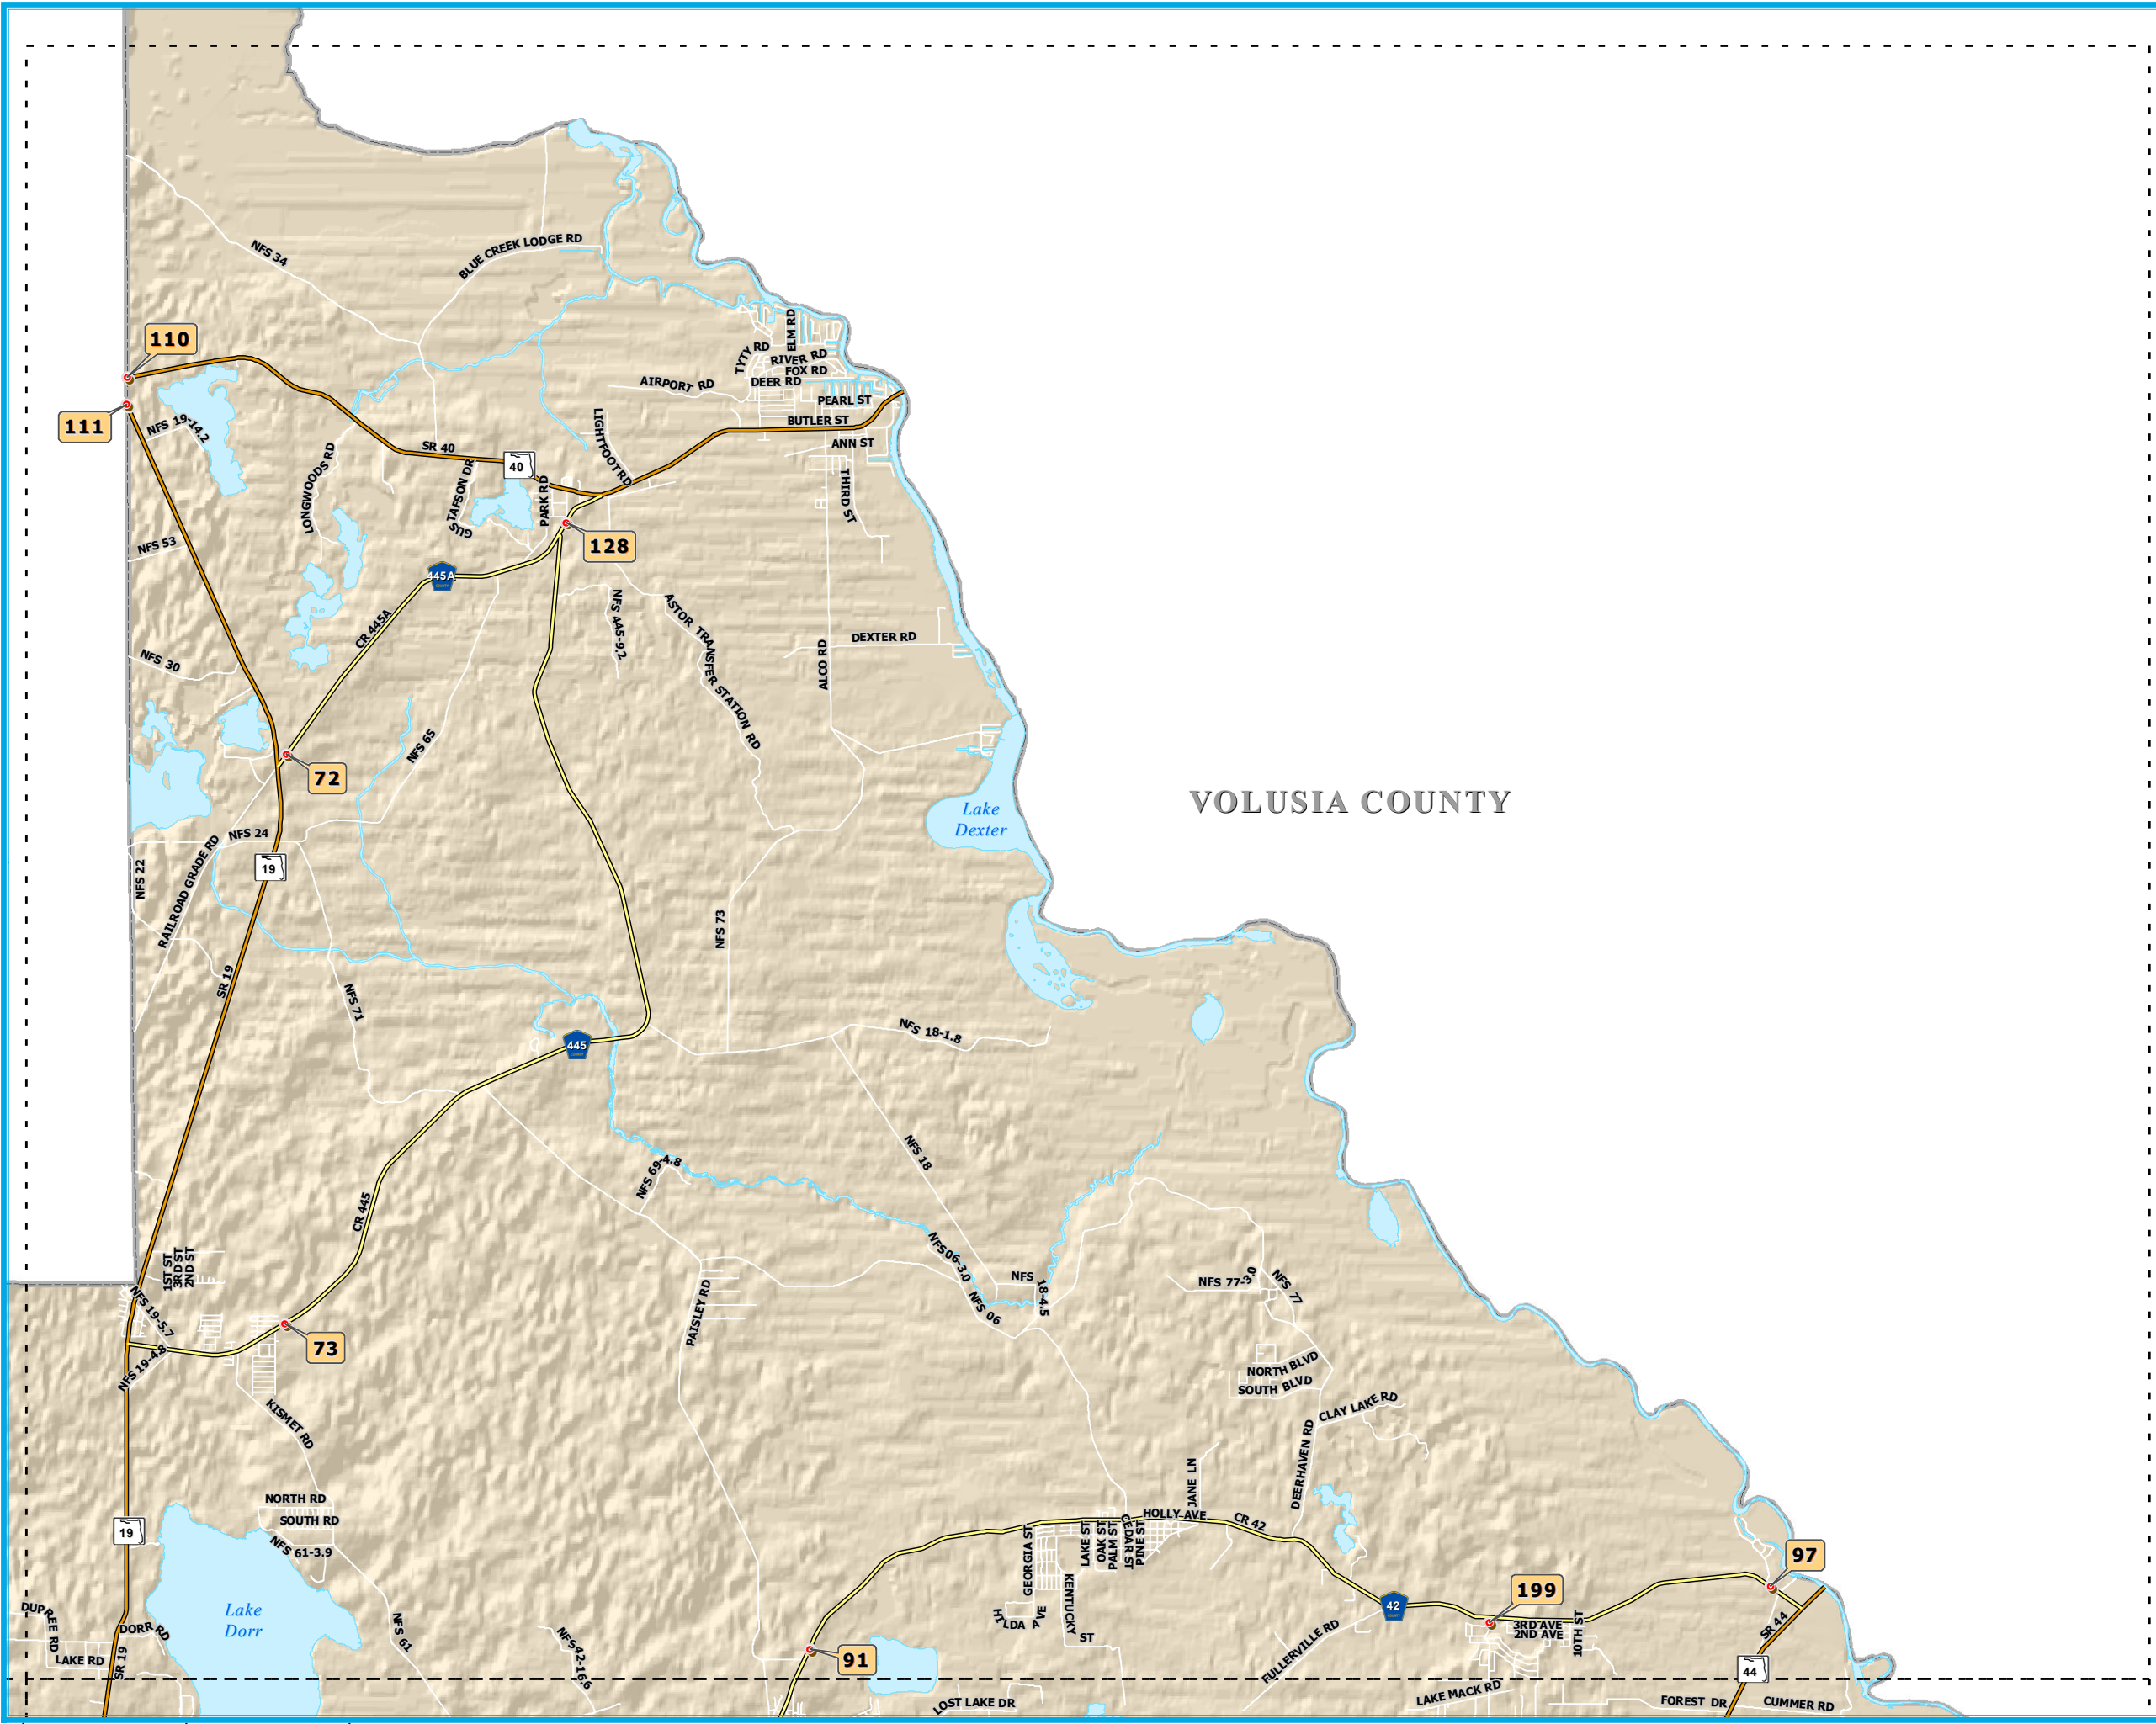 NFS 34
BLUE CREEK LODGE RD
110
ELM RD
TYTY RD
RIVER RD
FOX RD
DEER RD
AIRPORT RD
PEARL ST
111
NFS 19-14.2
BUTLER ST
LIGHTFOOT RD
ANN ST
SR 40
40
LONGWOODS RD
GUS TAFSON DR
PARK RD
THIRD ST
128
NFS 53
445A
COUNTY
CR 445A
NFS 445-9.2
ASTOR TRANSFER STATION RD
DEXTER RD
ALCO RD
NFS 30
NFS 65
72
VOLUSIA COUNTY
Lake
Dexter
NFS 24
RAILROAD GRADE RD
NFS 22
19
NFS 73
SR 19
NFS 71
NFS 18-1.8
445
COUNTY
NFS 18
NFS 69-4.8
CR 445
1ST ST
3RD ST
2ND ST
NFS06-3.0
NFS 18-4.5
NFS 77-3.0
NFS 77
NFS 06
NFS 19-5.7
PAISLEY RD
73
NFS 19-4.8
NORTH BLVD
SOUTH BLVD
CLAY LAKE RD
KISMET RD
DEERHAVEN RD
JANE LN
NORTH RD
SOUTH RD
HOLLY AVE
CR 42
19
NFS 61-3.9
GEORGIA ST
LAKE ST
OAK ST
PALM ST
CEDAR ST
PINE ST
97
199
42
COUNTY
KENTUCKY ST
HILDA AVE
Lake
Dorr
DUPREE RD
DORR RD
NFS 61
NFS 42-16.6
3RD AVE
2ND AVE
10TH ST
SR 44
FULLERVILLE RD
LAKE RD
SR 19
91
44
LAKE MACK RD
LOST LAKE DR
FOREST DR
CUMMER RD